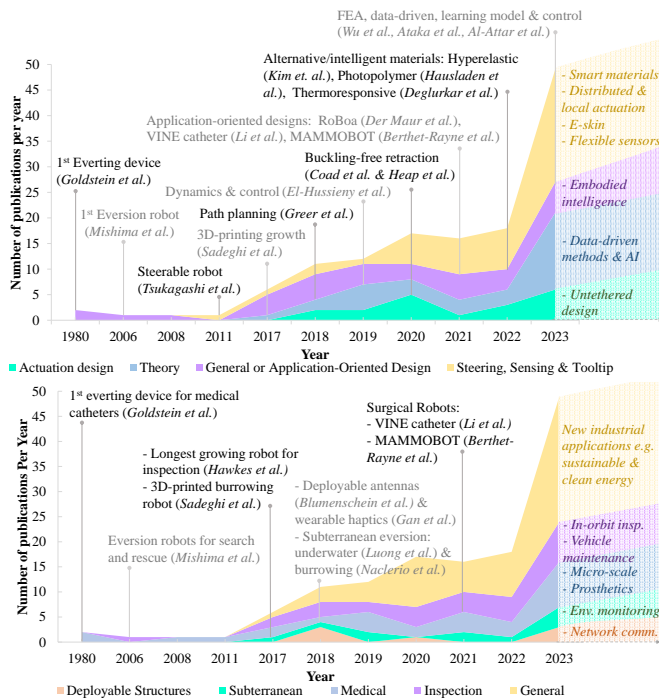 FEA, data-driven, learning model & control
(Wu et al., Ataka et al., Al-Attar et al.)
Number of publications per year
50
45
40
35
30
25
20
15
10
5
0
Alternative/intelligent materials: Hyperelastic
(Kim et. al.), Photopolymer (Hausladen et
al.), Thermoresponsive (Deglurkar et al.)
Application-oriented designs: RoBoa (Der Maur et al.),
VINE catheter (Li et al.), MAMMOBOT (Berthet-Rayne et al.)
1st Everting device
(Goldstein et al.)
Buckling-free retraction
(Coad et al. & Heap et al.)
Dynamics & control (El-Hussieny et al.)
1st Eversion robot
(Mishima et al.)
Path planning (Greer et al.)
3D-printing growth
(Sadeghi et al.)
Steerable robot
(Tsukagashi et al.)
- Smart materials
- Distributed &
local actuation
- E-skin
- Flexible sensors
- Embodied
intelligence
- Data-driven
methods & AI
- Untethered
design
1980 2006 2008 2011 2017 2018 2019 2020 2021 2022 2023
Year
Actuation design Theory General or Application-Oriented Design Steering, Sensing & Tooltip
Number of publications Per Year
50
45
40
35
30
25
20
15
10
5
0
1st everting device for medical
catheters (Goldstein et al.)
Surgical Robots:
- VINE catheter (Li et al.)
- MAMMOBOT (Berthet-
Rayne et al.)
- Longest growing robot for
inspection (Hawkes et al.)
- 3D-printed burrowing
robot (Sadeghi et al.)
- Deployable antennas
(Blumenschein et al.) &
wearable haptics (Gan et al.)
- Subterranean eversion:
underwater (Luong et al.) &
burrowing (Naclerio et al.)
Eversion robots for search
and rescue (Mishima et al.)
New industrial
applications e.g.
sustainable &
clean energy
- In-orbit insp.
- Vehicle
maintenance
- Micro-scale
- Prosthetics
- Env. monitoring
- Network comm.
1980 2006 2008 2011 2017 2018 2019 2020 2021 2022 2023
Year
Deployable Structures Subterranean Medical Inspection General